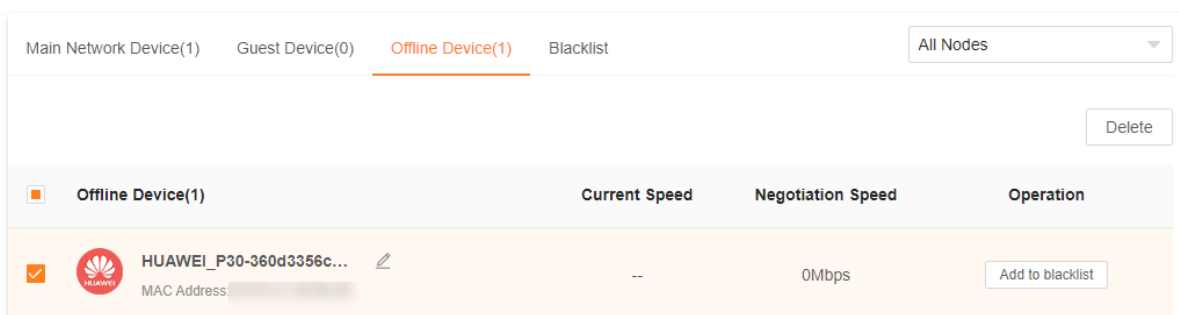 Main Network Device(1) Guest Device(0) Offline Device(1) Blacklist All Nodes
Delete
Offline Device(1) Current Speed Negotiation Speed Operation
HUAWEI_P30-360d3356c...
HUAWEI -- 0Mbps Add to blacklist
MAC Address: